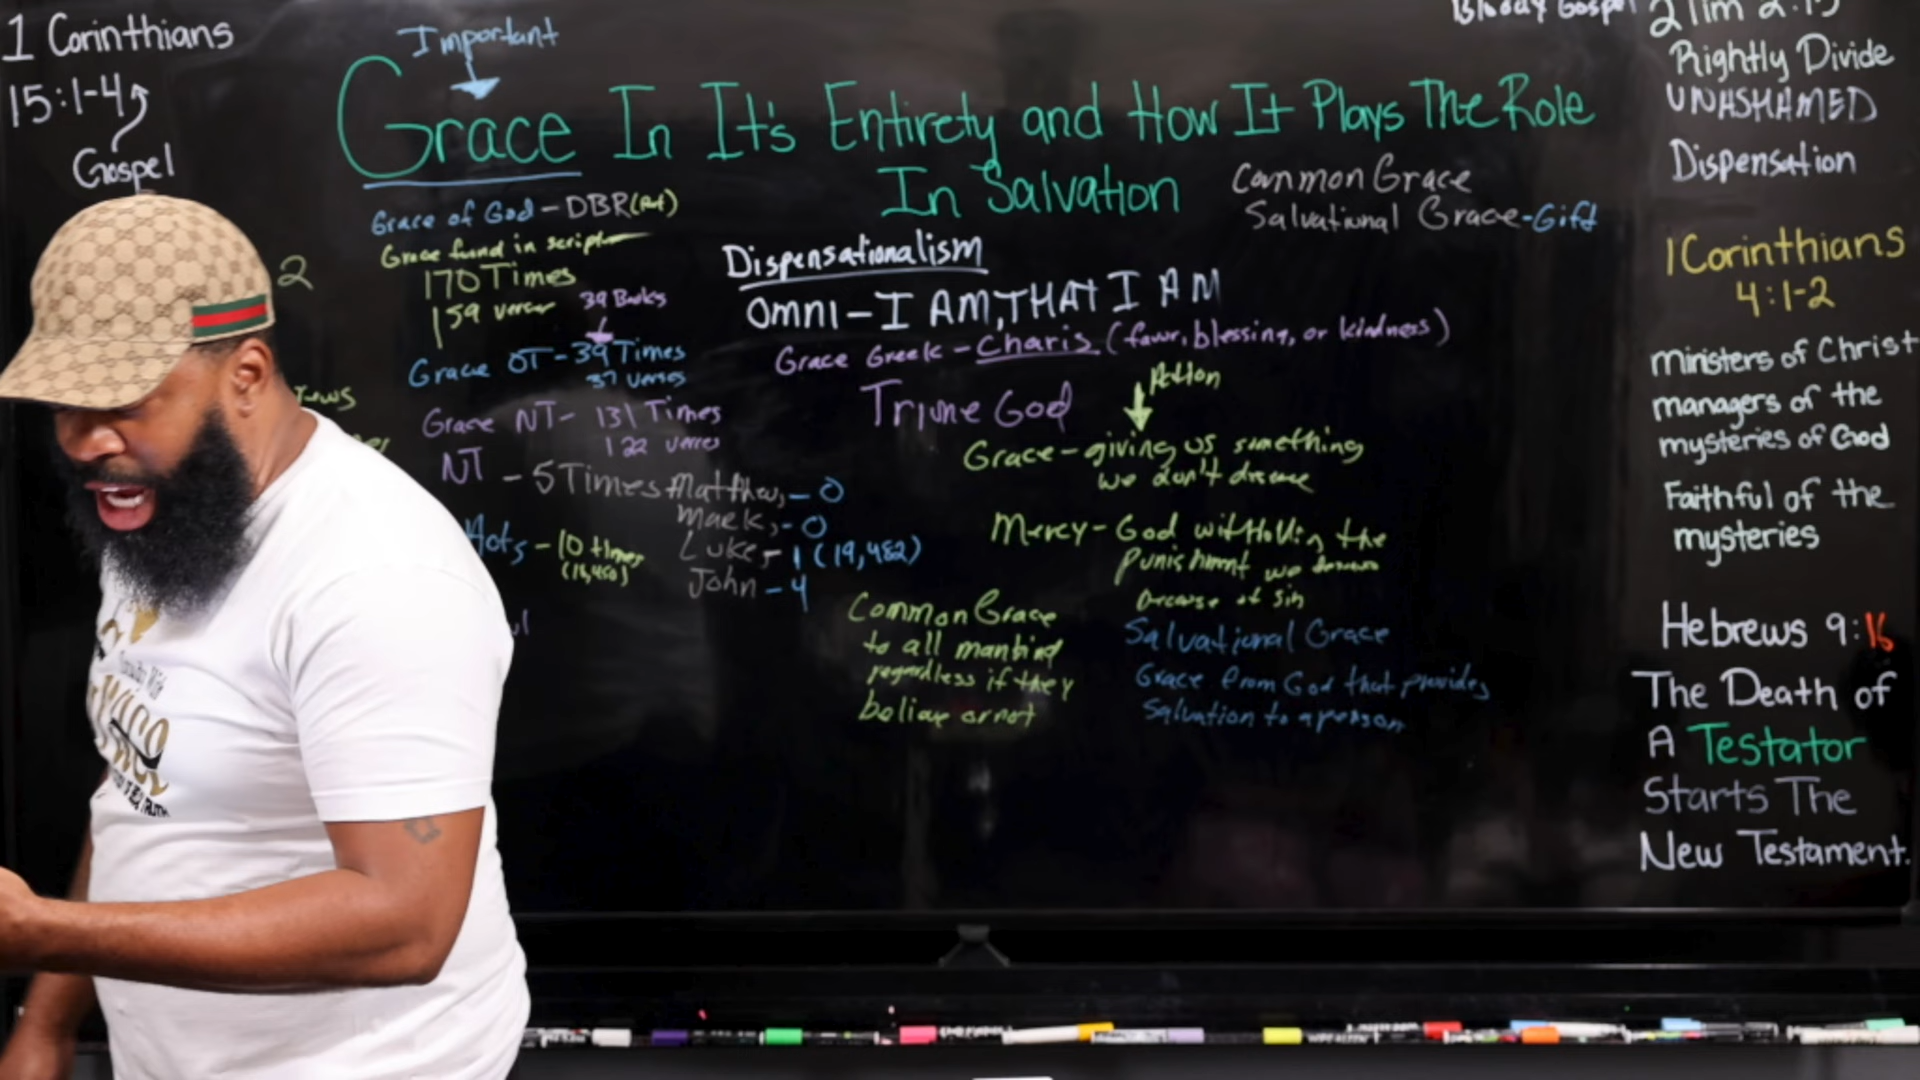 1 Corinthians
15:1-4
Gospel
Important
Grace In It's Entirety and How It Plays The Role
In Salvation
Common Grace
Salvational Grace-Gift
Grace of God - DBR
Grace found in
170 Times
159 verses
39 Books
Grace OT - 39 Times
37 verses
Grace NT - 131 Times
122 verses
NT - 5 Times Matthew, - 0
Mark, - 0
Luke, - 1 (19,482)
John - 4
- 10 times
2
Dispensationalism
Omni - I AM, THAT I AM
Grace Greek - Charis (favor, blessing, or kindness)
Triune God
Action
Grace - giving us something
we don't
Mercy - God
the
we
of sin
Common Grace
to all mankind
regardless if they
believe or not
Salvational Grace
Grace from God that provides
Salvation to a person
Bloody Gospel
2 Tim 2:15
Rightly Divide
UNASHAMED
Dispensation
1 Corinthians
4:1-2
ministers of Christ
managers of the
mysteries of God
Faithful of the
mysteries
Hebrews 9:16
The Death of
A Testator
Starts The
New Testament.